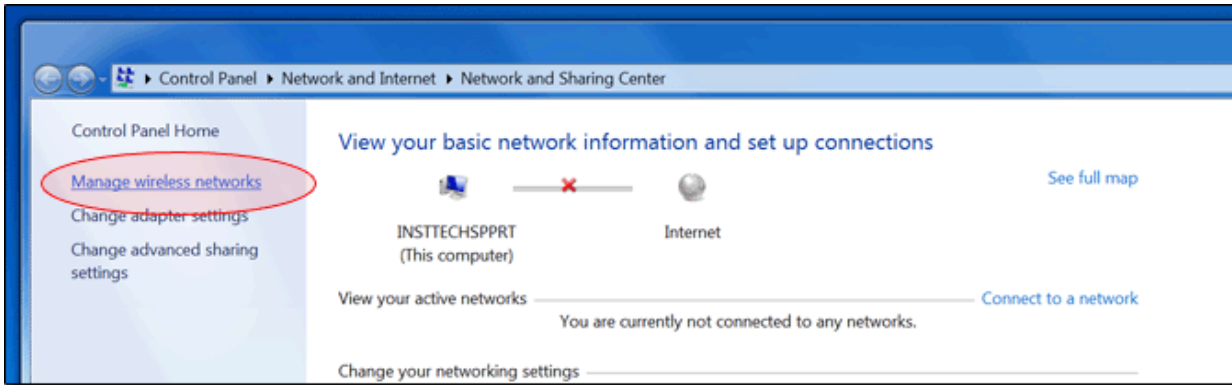 Control Panel ▸ Network and Internet ▸ Network and Sharing Center
Control Panel Home
Manage wireless networks
Change adapter settings
Change advanced sharing
settings
View your basic network information and set up connections
See full map
INSTTECHSPPRT
(This computer)
Internet
View your active networks
Connect to a network
You are currently not connected to any networks.
Change your networking settings